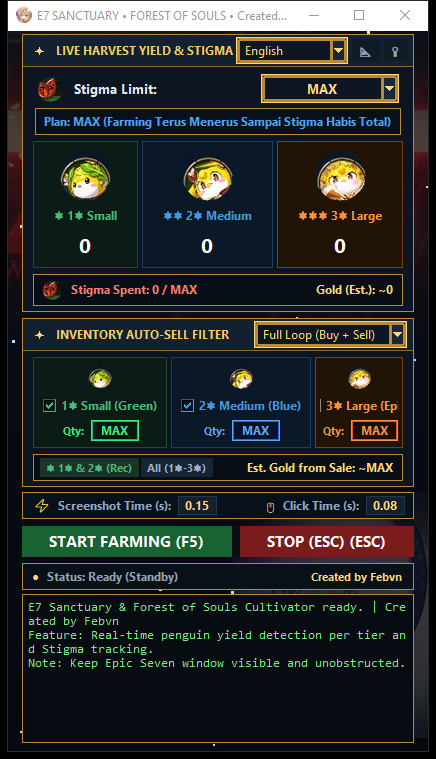 E7 SANCTUARY • FOREST OF SOULS • Created...
LIVE HARVEST YIELD & STIGMA
English
Stigma Limit:
MAX
Plan: MAX (Farming Terus Menerus Sampai Stigma Habis Total)
✱ 1✱ Small
✱✱ 2✱ Medium
✱✱✱ 3✱ Large
0
0
0
Stigma Spent: 0 / MAX
Gold (Est.): ~0
INVENTORY AUTO-SELL FILTER
Full Loop (Buy + Sell)
1✱ Small (Green)
2✱ Medium (Blue)
3✱ Large (Ep
Qty: MAX
Qty: MAX
Qty: MAX
✱ 1✱ & 2✱ (Rec)
All (1✱-3✱)
Est. Gold from Sale: ~MAX
Screenshot Time (s): 0.15
Click Time (s): 0.08
START FARMING (F5)
STOP (ESC) (ESC)
● Status: Ready (Standby)
Created by Febvn
E7 Sanctuary & Forest of Souls Cultivator ready. | Cre
ated by Febvn
Feature: Real-time penguin yield detection per tier an
d Stigma tracking.
Note: Keep Epic Seven window visible and unobstructed.